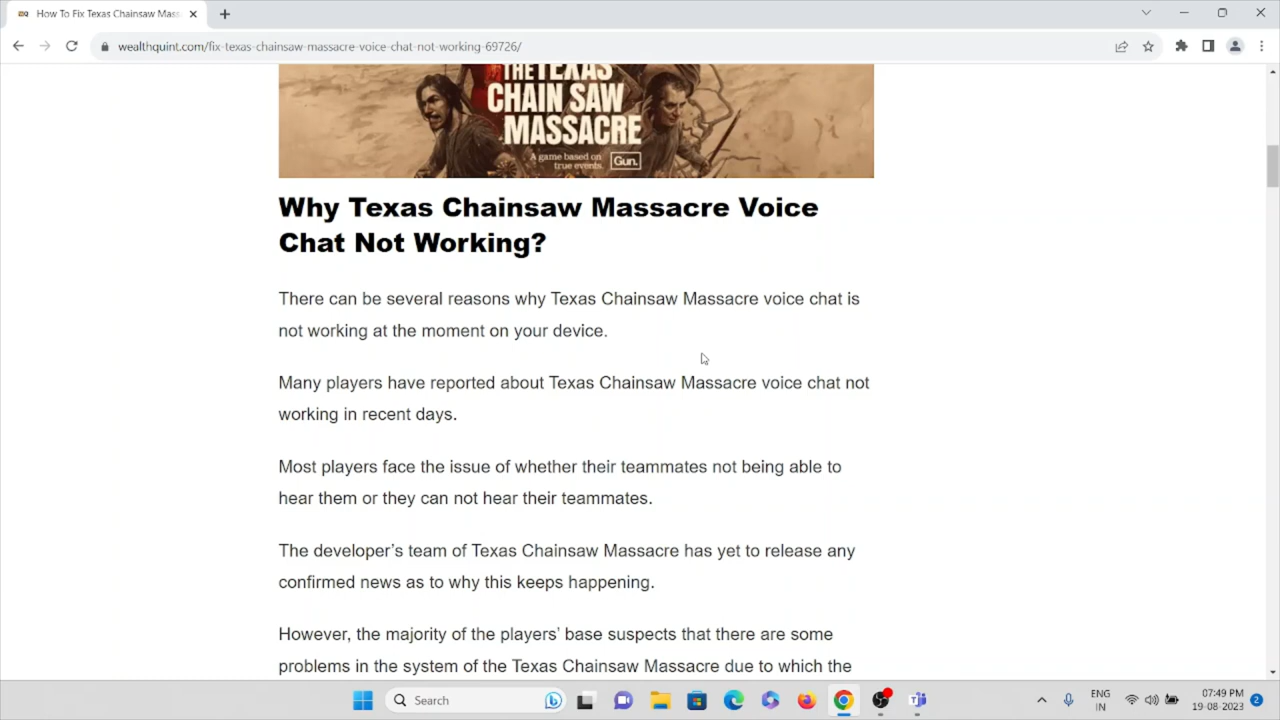 How To Fix Texas Chainsaw Mass
wealthquint.com/fix-texas-chainsaw-massacre-voice-chat-not-working-69726/
THE TEXAS
CHAIN SAW
MASSACRE
A game based on
true events.
Gun.
Why Texas Chainsaw Massacre Voice
Chat Not Working?
There can be several reasons why Texas Chainsaw Massacre voice chat is
not working at the moment on your device.
Many players have reported about Texas Chainsaw Massacre voice chat not
working in recent days.
Most players face the issue of whether their teammates not being able to
hear them or they can not hear their teammates.
The developer’s team of Texas Chainsaw Massacre has yet to release any
confirmed news as to why this keeps happening.
However, the majority of the players’ base suspects that there are some
problems in the system of the Texas Chainsaw Massacre due to which the
Search
ENG
IN
07:49 PM
19-08-2023
2